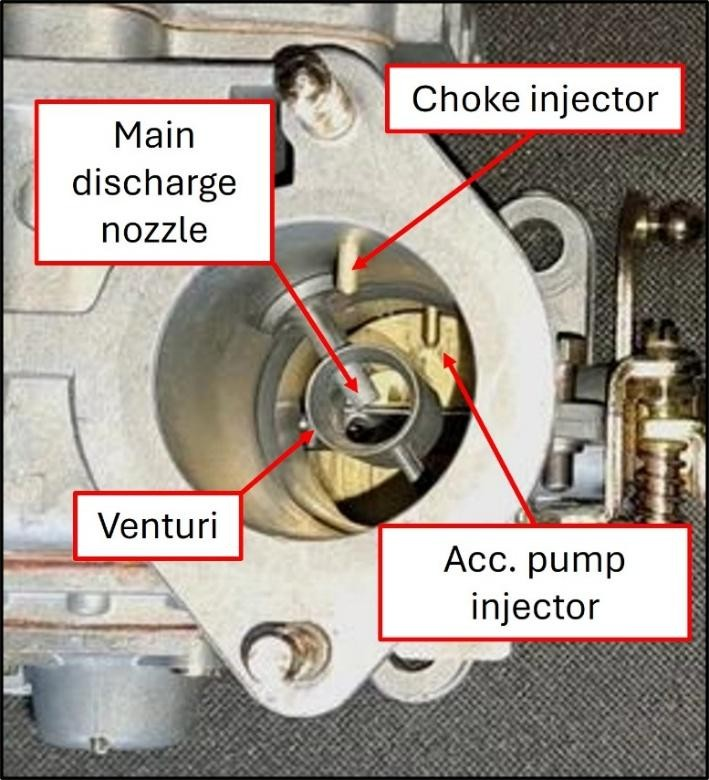 Choke injector
Main
discharge
nozzle
Venturi
Acc. pump
injector